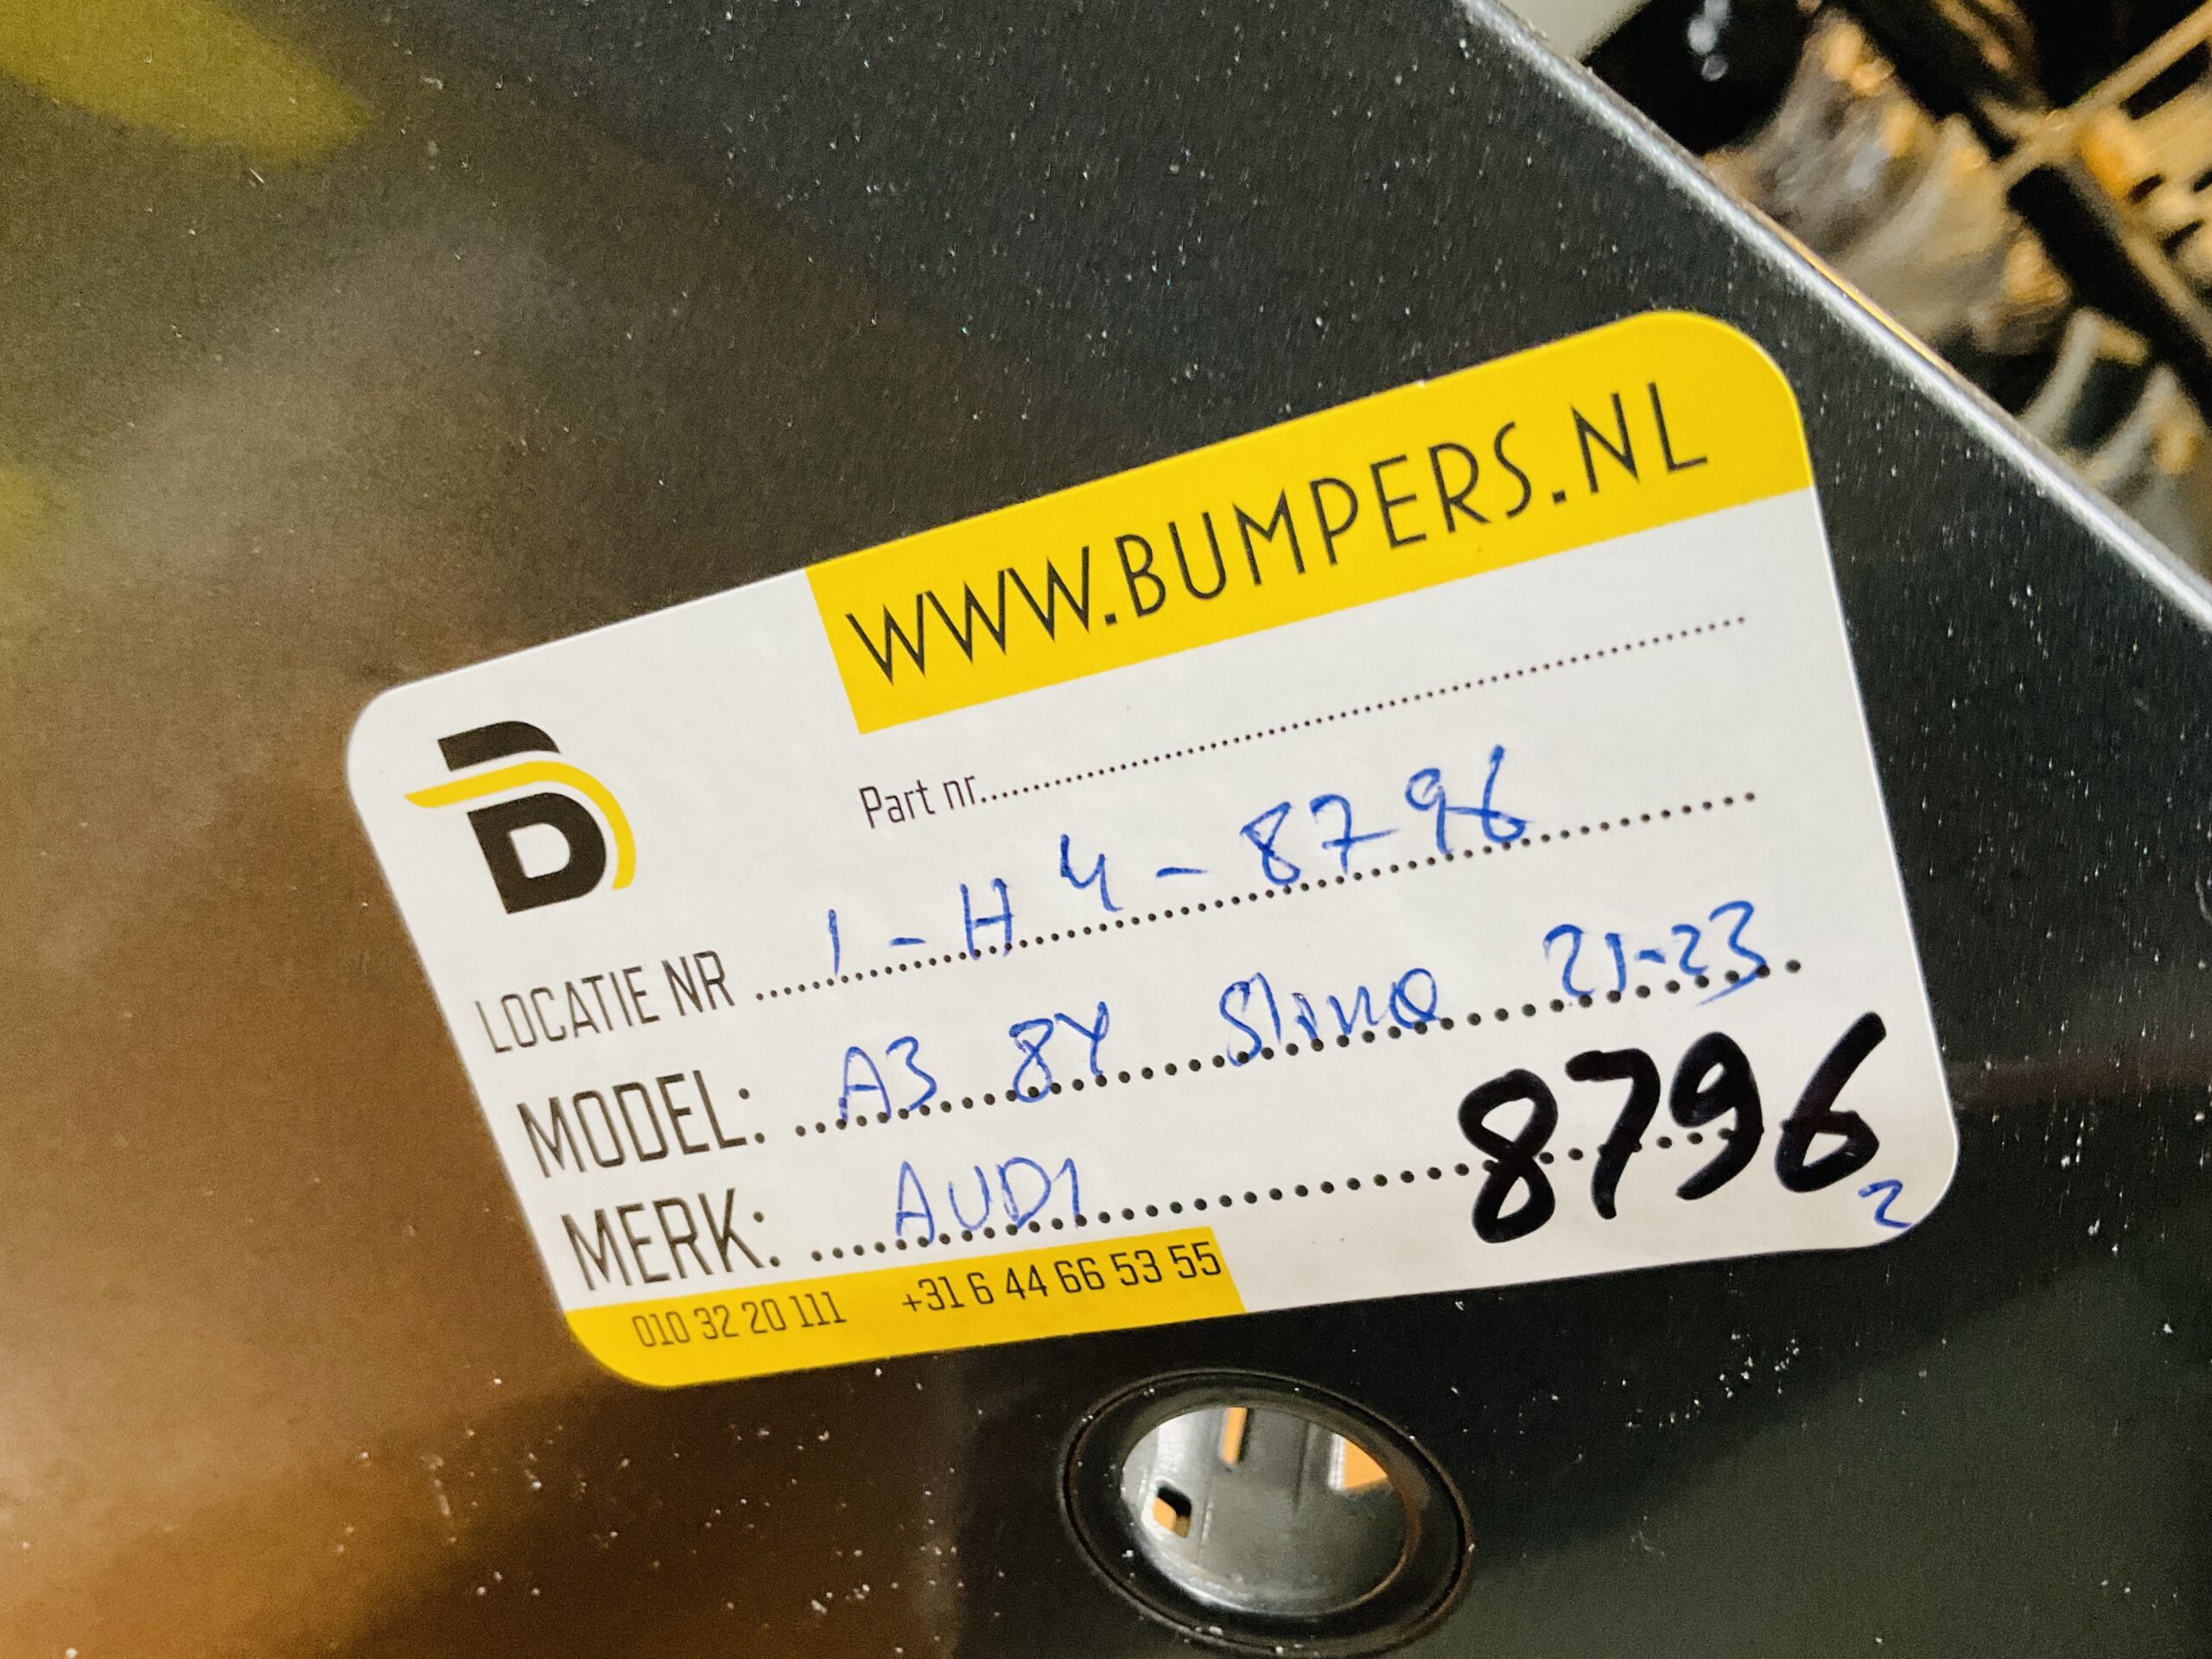 WWW.BUMPERS.NL
B
Part nr.............................
LOCATIE NR 1-H4-8796
MODEL: A3 8Y Sline 21-23
MERK: AUDI 8796
2
010 32 20 111 +31 6 44 66 53 55